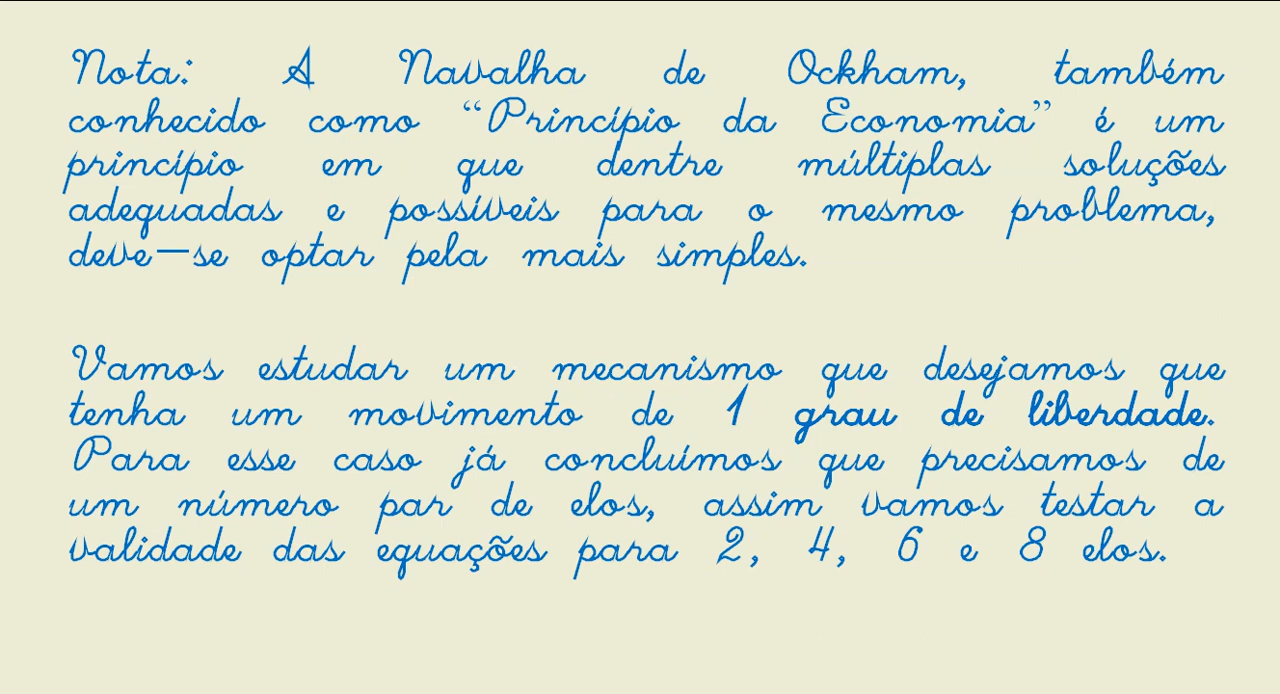 Nota: A Navalha de Ockham, também
conhecido como “Princípio da Economia” é um
princípio em que dentre múltiplas soluções
adequadas e possíveis para o mesmo problema,
deve-se optar pela mais simples.
Vamos estudar um mecanismo que desejamos que
tenha um movimento de 1 grau de liberdade.
Para esse caso já concluímos que precisamos de
um número par de elos, assim vamos testar a
validade das equações para 2, 4, 6 e 8 elos.